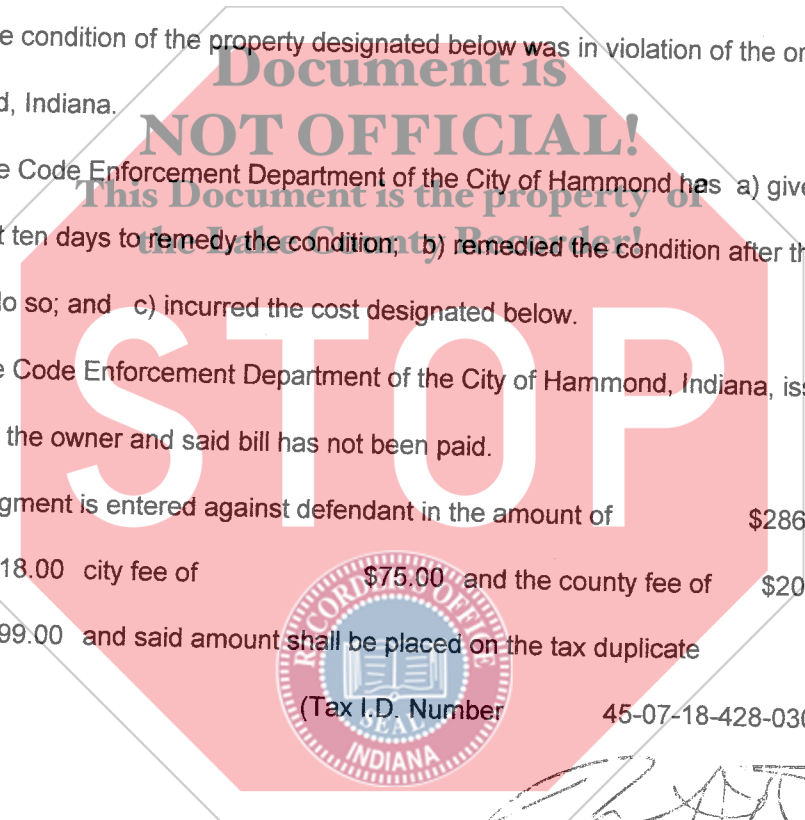 e condition of the property designated below was in violation of the or
Document is
d, Indiana.
NOT OFFICIAL!
e Code Enforcement Department of the City of Hammond has a) give
This Document is the property of
t ten days to remedy the condition; b) remedied the condition after th
the Lake County Recorder!
lo so; and c) incurred the cost designated below.
STOP
e Code Enforcement Department of the City of Hammond, Indiana, iss
the owner and said bill has not been paid.
gment is entered against defendant in the amount of $286
18.00 city fee of $75.00 and the county fee of $20
99.00 and said amount shall be placed on the tax duplicate
(Tax I.D. Number 45-07-18-428-030
RECORDER'S OFFICE
SEAL
INDIANA